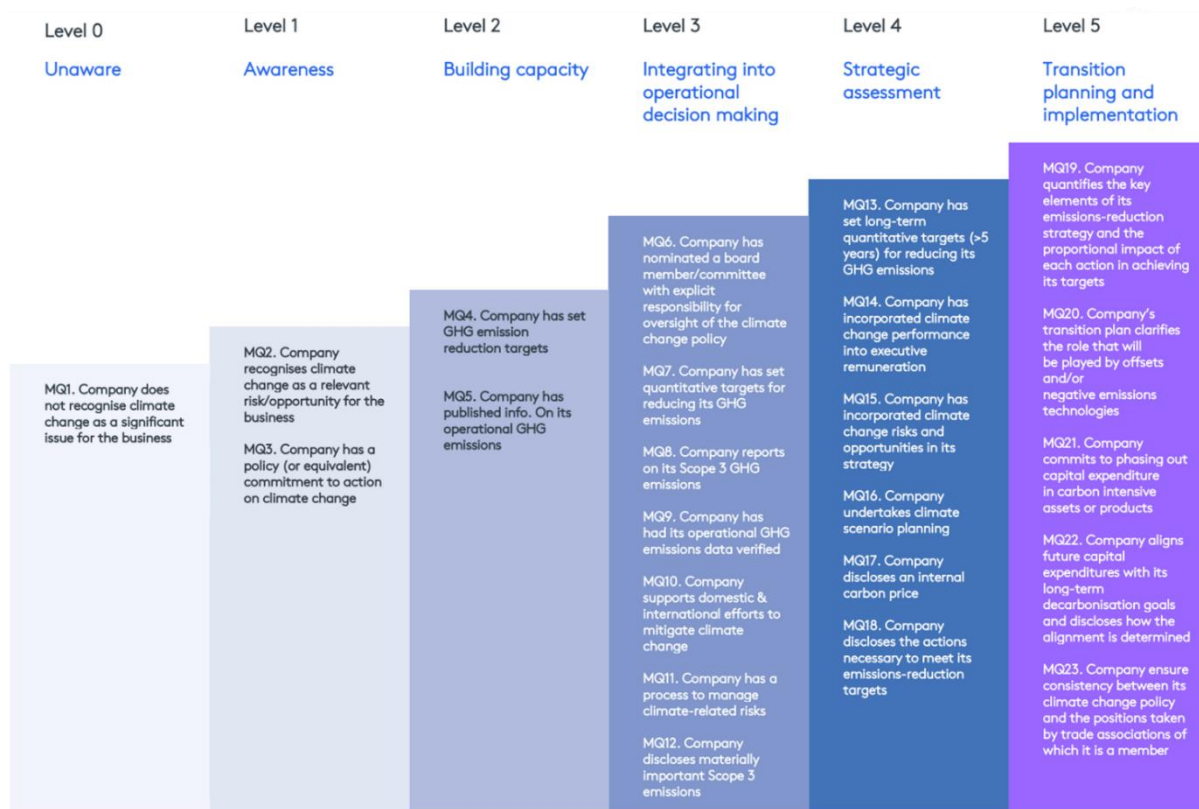 Level 0
Unaware
MQ1. Company does
not recognise climate
change as a significant
issue for the business
Level 1
Awareness
MQ2. Company
recognises climate
change as a relevant
risk/opportunity for the
business
MQ3. Company has a
policy (or equivalent)
commitment to action
on climate change
Level 2
Building capacity
MQ4. Company has set
GHG emission
reduction targets
MQ5. Company has
published info. On its
operational GHG
emissions
Level 3
Integrating into
operational
decision making
MQ6. Company has
nominated a board
member/committee
with explicit
responsibility for
oversight of the climate
change policy
MQ7. Company has set
quantitative targets for
reducing its GHG
emissions
MQ8. Company reports
on its Scope 3 GHG
emissions
MQ9. Company has
had its operational GHG
emissions data verified
MQ10. Company
supports domestic &
international efforts to
mitigate climate
change
MQ11. Company has a
process to manage
climate-related risks
MQ12. Company
discloses materially
important Scope 3
emissions
Level 4
Strategic
assessment
MQ13. Company has
set long-term
quantitative targets (>5
years) for reducing its
GHG emissions
MQ14. Company has
incorporated climate
change performance
into executive
remuneration
MQ15. Company has
incorporated climate
change risks and
opportunities in its
strategy
MQ16. Company
undertakes climate
scenario planning
MQ17. Company
discloses an internal
carbon price
MQ18. Company
discloses the actions
necessary to meet its
emissions-reduction
targets
Level 5
Transition
planning and
implementation
MQ19. Company
quantifies the key
elements of its
emissions-reduction
strategy and the
proportional impact of
each action in achieving
its targets
MQ20. Company's
transition plan clarifies
the role that will
be played by offsets
and/or
negative emissions
technologies
MQ21. Company
commits to phasing out
capital expenditure
in carbon intensive
assets or products
MQ22. Company aligns
future capital
expenditures with its
long-term
decarbonisation goals
and discloses how the
alignment is determined
MQ23. Company ensure
consistency between its
climate change policy
and the positions taken
by trade associations of
which it is a member